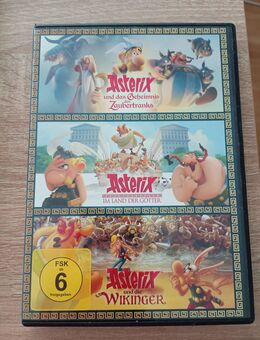 Asterix
und das Geheimnis
des Zaubertranks
Asterix
IM LAND DER GÖTTER
FSK
ab
6
freigegeben
Asterix
und die
WIKINGER